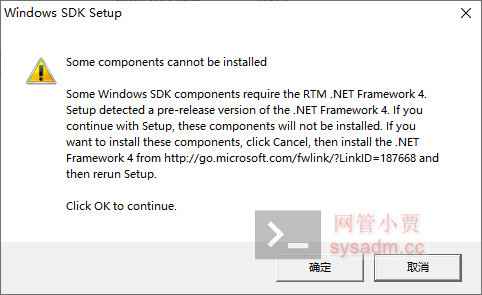 Windows SDK Setup
Some components cannot be installed
Some Windows SDK components require the RTM .NET Framework 4.
Setup detected a pre-release version of the .NET Framework 4. If you
continue with Setup, these components will not be installed. If you
want to install these components, click Cancel, then install the .NET
Framework 4 from http://go.microsoft.com/fwlink/?LinkID=187668 and
then rerun Setup.
Click OK to continue.
网管小贾
sysadm.cc
确定
取消